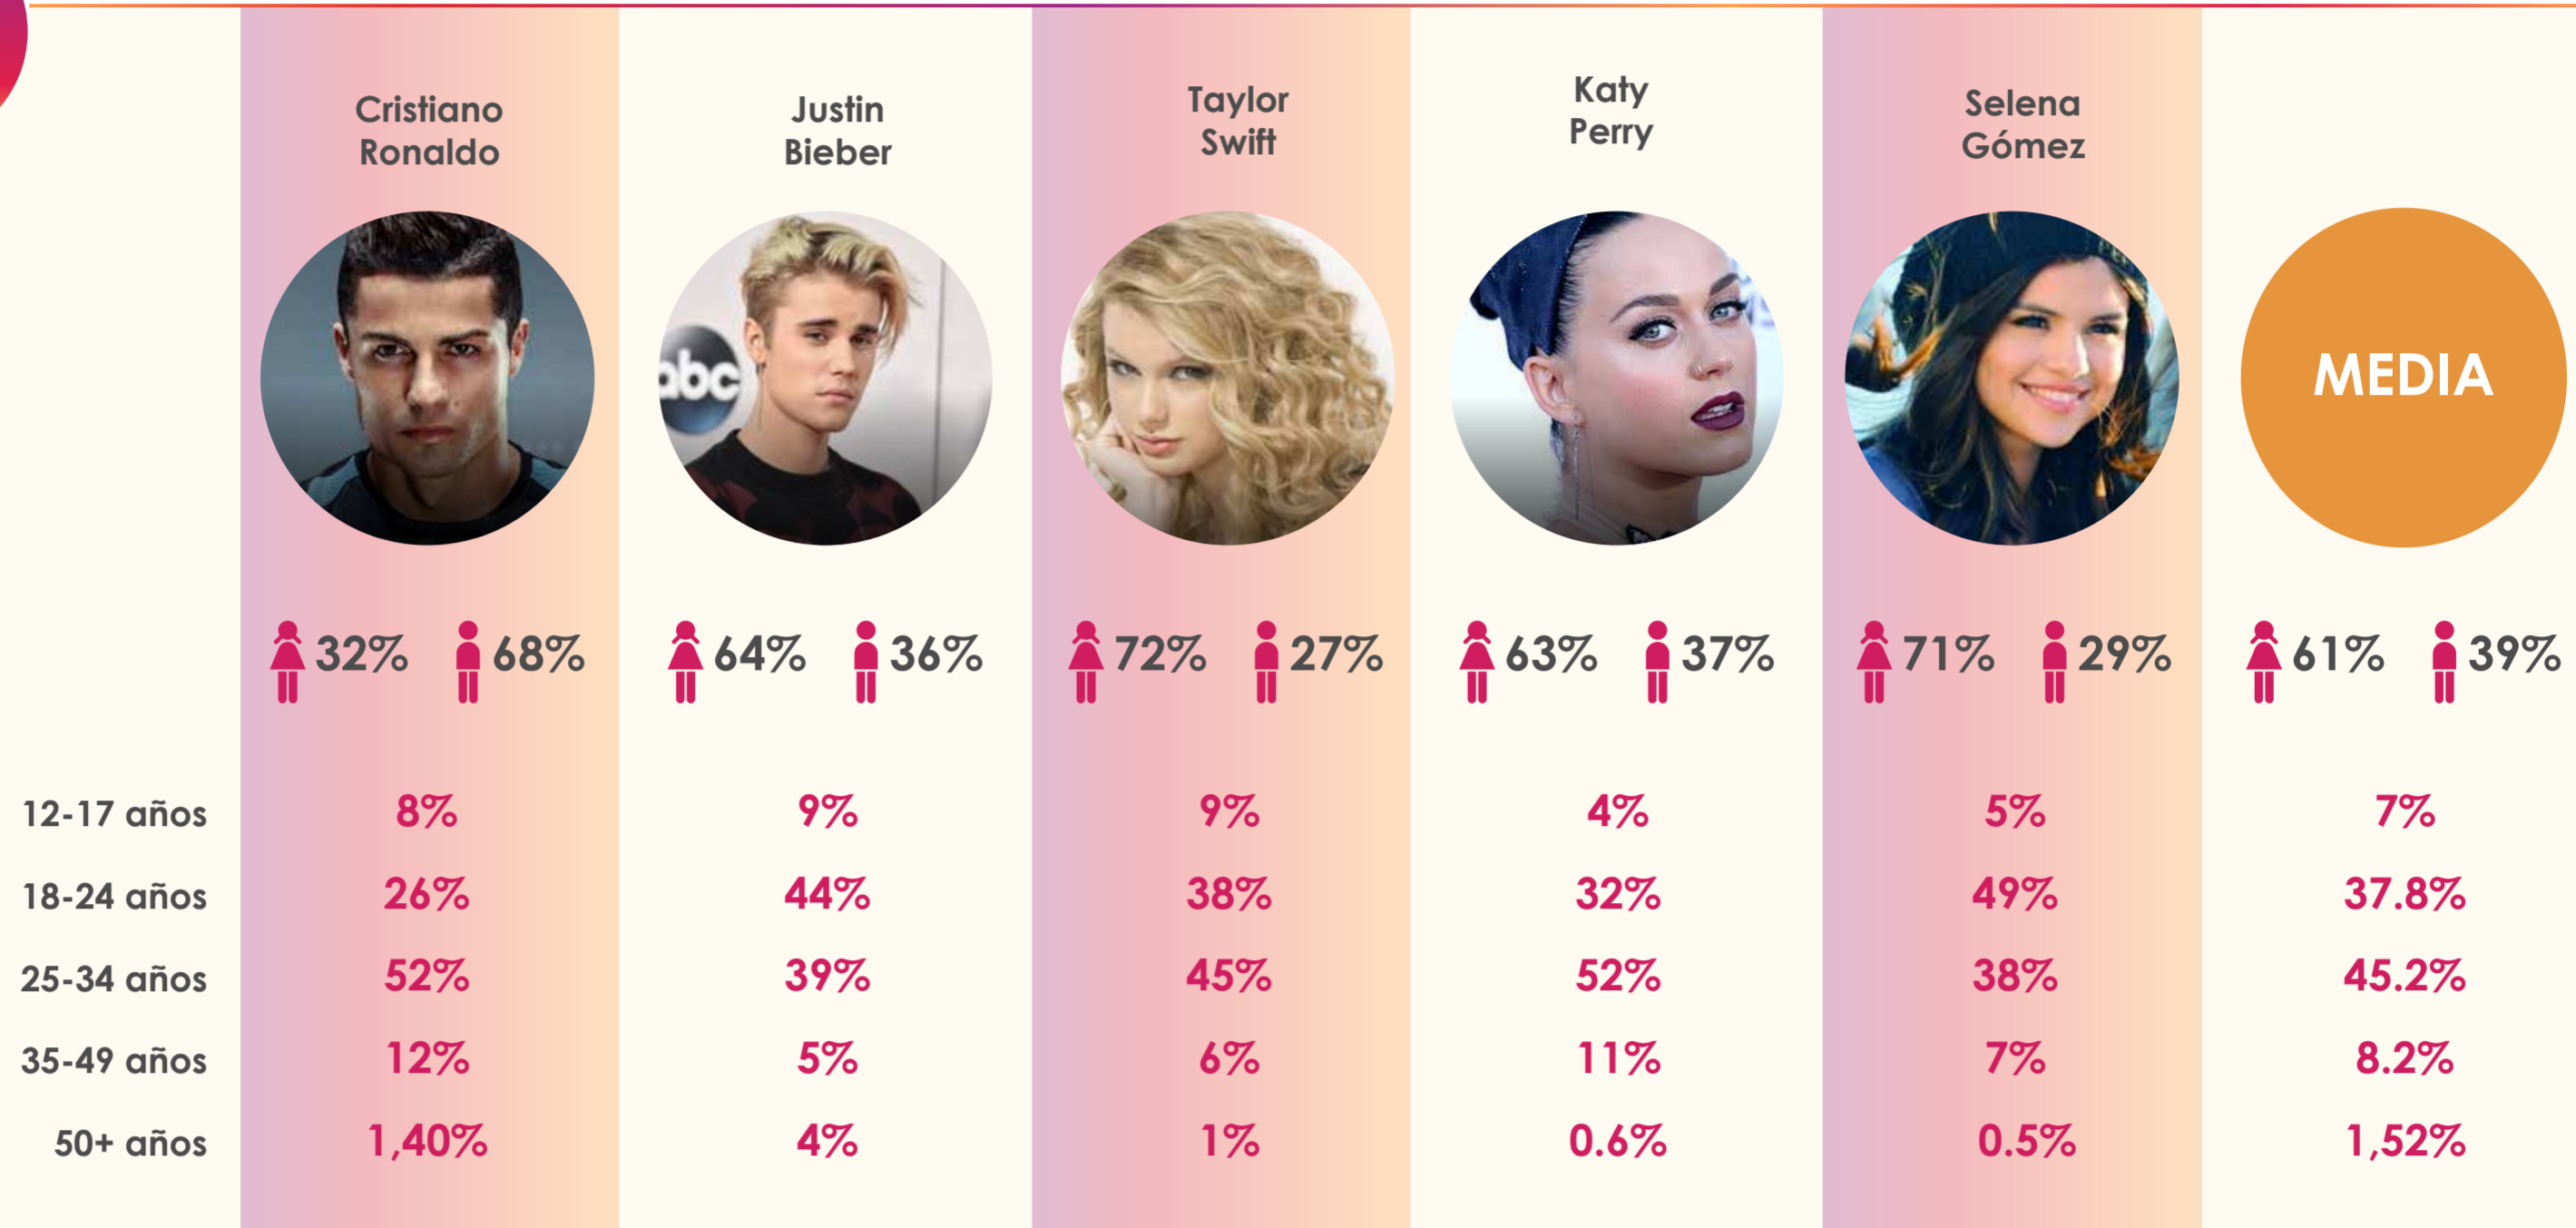 Cristiano
Ronaldo
Justin
Bieber
Taylor
Swift
Katy
Perry
Selena
Gómez
abc
MEDIA
32% 68% 64% 36% 72% 27% 63% 37% 71% 29% 61% 39%
12-17 años 8% 9% 9% 4% 5% 7%
18-24 años 26% 44% 38% 32% 49% 37.8%
25-34 años 52% 39% 45% 52% 38% 45.2%
35-49 años 12% 5% 6% 11% 7% 8.2%
50+ años 1,40% 4% 1% 0.6% 0.5% 1,52%